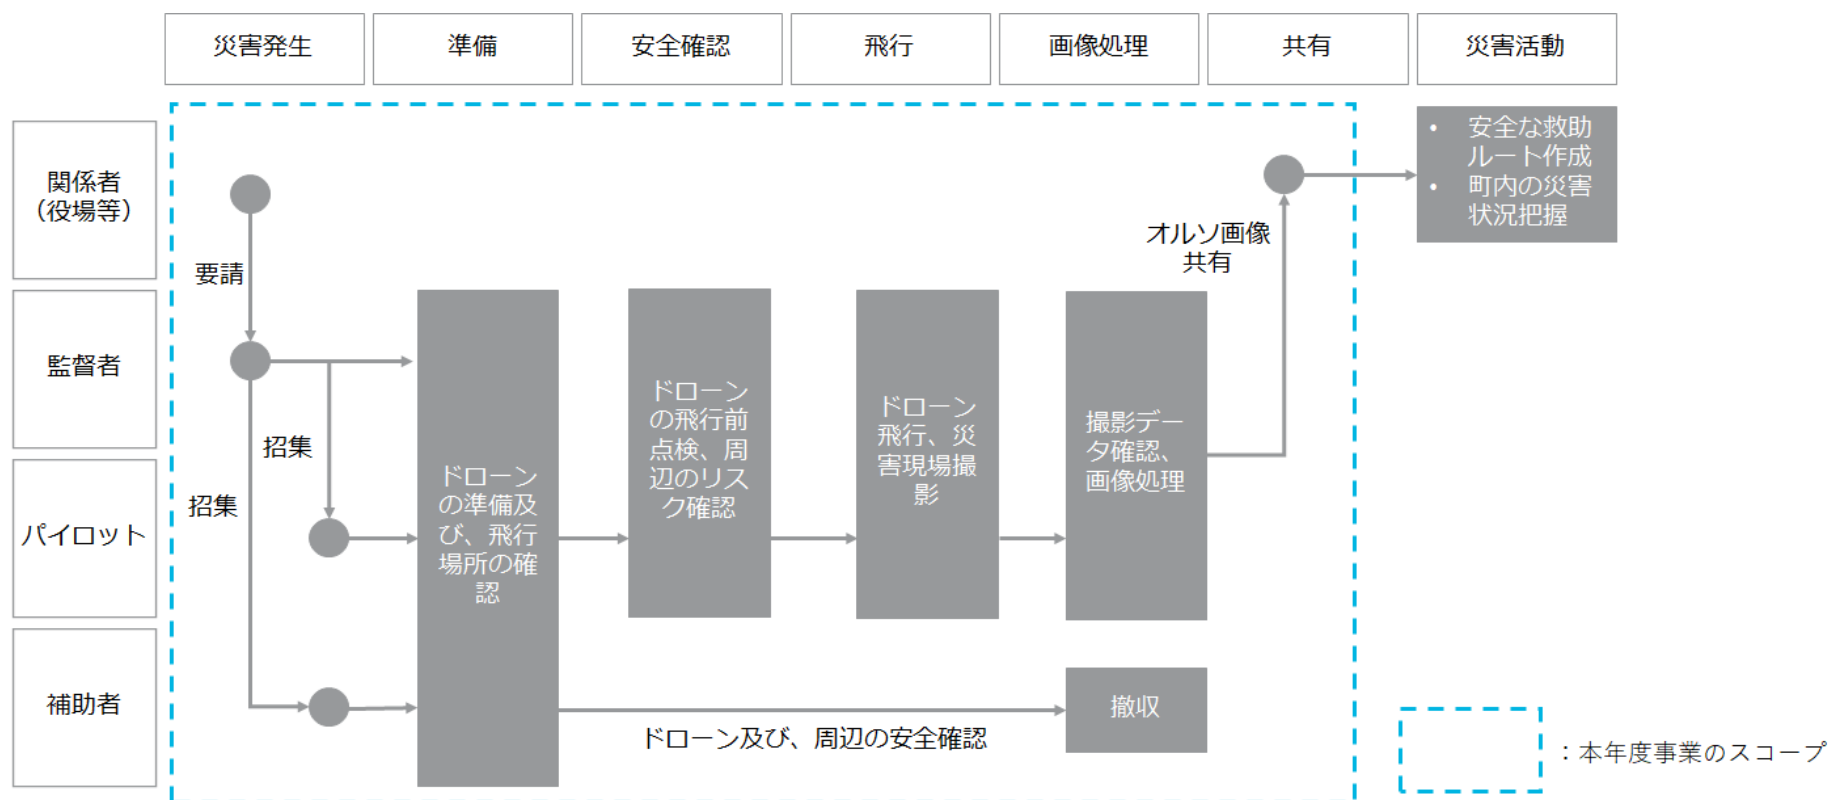 災害発生
準備
安全確認
飛行
画像処理
共有
災害活動
関係者
（役場等）
監督者
パイロット
補助者
要請
招集
招集
ドローン
の準備及
び、飛行
場所の確
認
ドローン
の飛行前
点検、周
辺のリス
ク確認
ドローン
飛行、災
害現場撮
影
撮影デー
タ確認、
画像処理
オルソ画像
共有
• 安全な救助
ルート作成
• 町内の災害
状況把握
ドローン及び、周辺の安全確認
撤収
：本年度事業のスコープ